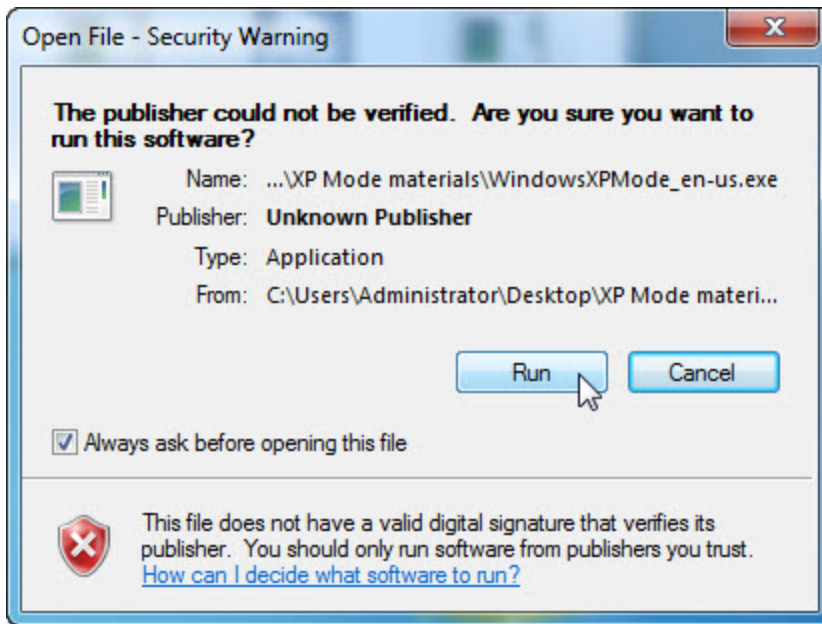 Open File - Security Warning
The publisher could not be verified. Are you sure you want to
run this software?
Name: ...\XP Mode materials\WindowsXPMode_en-us.exe
Publisher: Unknown Publisher
Type: Application
From: C:\Users\Administrator\Desktop\XP Mode materi...
Run Cancel
Always ask before opening this file
This file does not have a valid digital signature that verifies its
publisher. You should only run software from publishers you trust.
How can I decide what software to run?